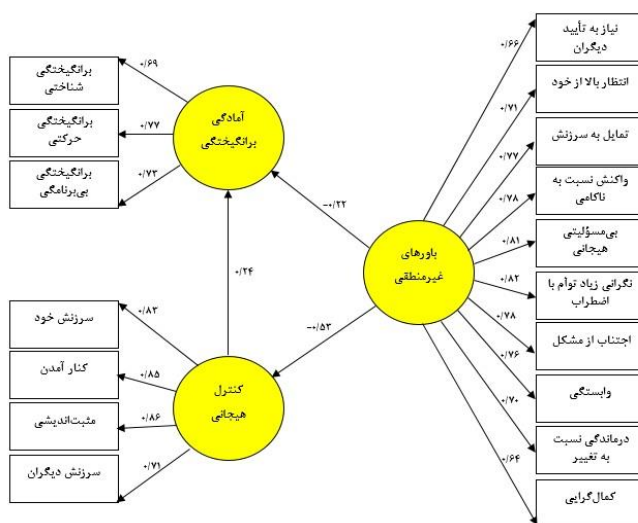 نیاز به تأیید
دیگران
انتظار بالا از خود
تمایل به سرزنش
واکنش نسبت به
ناکامی
بی‌مسؤلیتی
هیجانی
نگرانی زیاد توأم با
اضطراب
اجتناب از مشکل
وابستگی
درماندگی نسبت
به تغییر
کمال‌گرایی
۰/۶۶
۰/۷۱
۰/۷۷
۰/۷۸
۰/۸۱
۰/۸۲
۰/۷۸
۰/۷۶
۰/۷۰
۰/۶۴
باورهای
غیرمنطقی
-۰/۲۲
-۰/۵۳
آمادگی
برانگیختگی
۰/۲۴
کنترل
هیجانی
۰/۶۹
۰/۷۷
۰/۷۳
برانگیختگی
شناختی
برانگیختگی
حرکتی
برانگیختگی
بی‌برنامگی
۰/۸۳
۰/۸۵
۰/۸۶
۰/۷۱
سرزنش خود
کنار آمدن
مثبت‌اندیشی
سرزنش دیگران